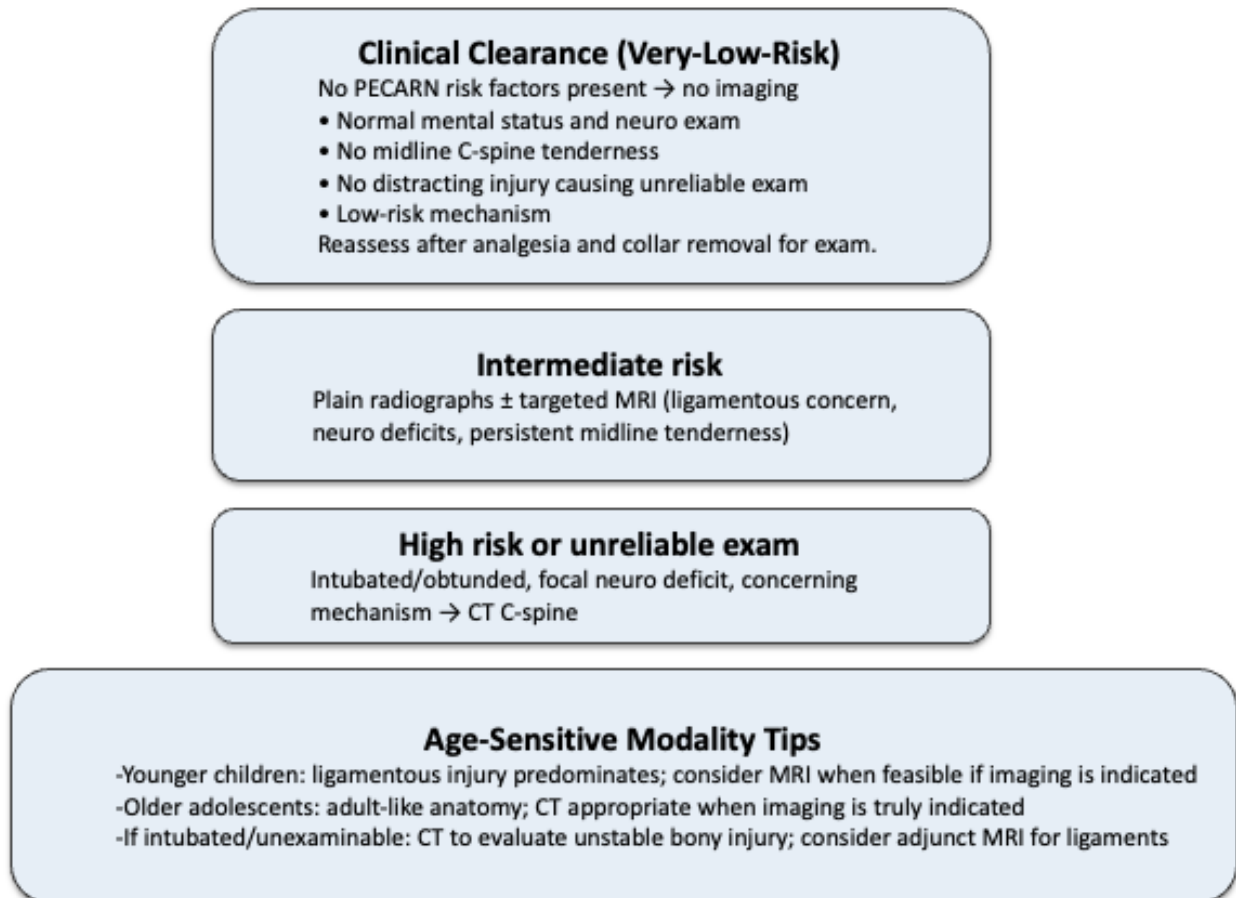 Clinical Clearance (Very-Low-Risk)
No PECARN risk factors present → no imaging
• Normal mental status and neuro exam
• No midline C-spine tenderness
• No distracting injury causing unreliable exam
• Low-risk mechanism
Reassess after analgesia and collar removal for exam.
Intermediate risk
Plain radiographs ± targeted MRI (ligamentous concern,
neuro deficits, persistent midline tenderness)
High risk or unreliable exam
Intubated/obtunded, focal neuro deficit, concerning
mechanism → CT C-spine
Age-Sensitive Modality Tips
-Younger children: ligamentous injury predominates; consider MRI when feasible if imaging is indicated
-Older adolescents: adult-like anatomy; CT appropriate when imaging is truly indicated
-If intubated/unexaminable: CT to evaluate unstable bony injury; consider adjunct MRI for ligaments